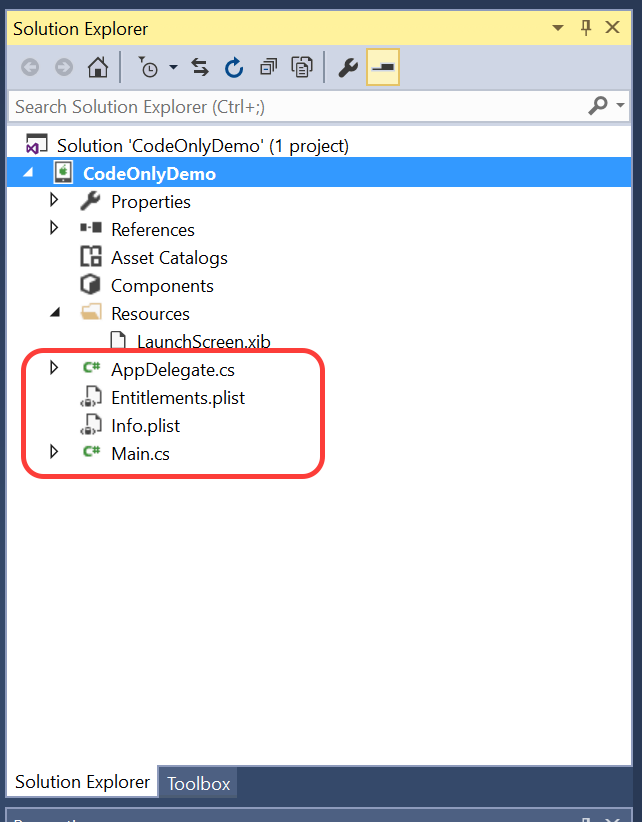 Solution Explorer
Search Solution Explorer (Ctrl+;)
Solution 'CodeOnlyDemo' (1 project)
CodeOnlyDemo
Properties
References
Asset Catalogs
Components
Resources
LaunchScreen.xib
C# AppDelegate.cs
Entitlements.plist
Info.plist
C# Main.cs
Solution Explorer Toolbox